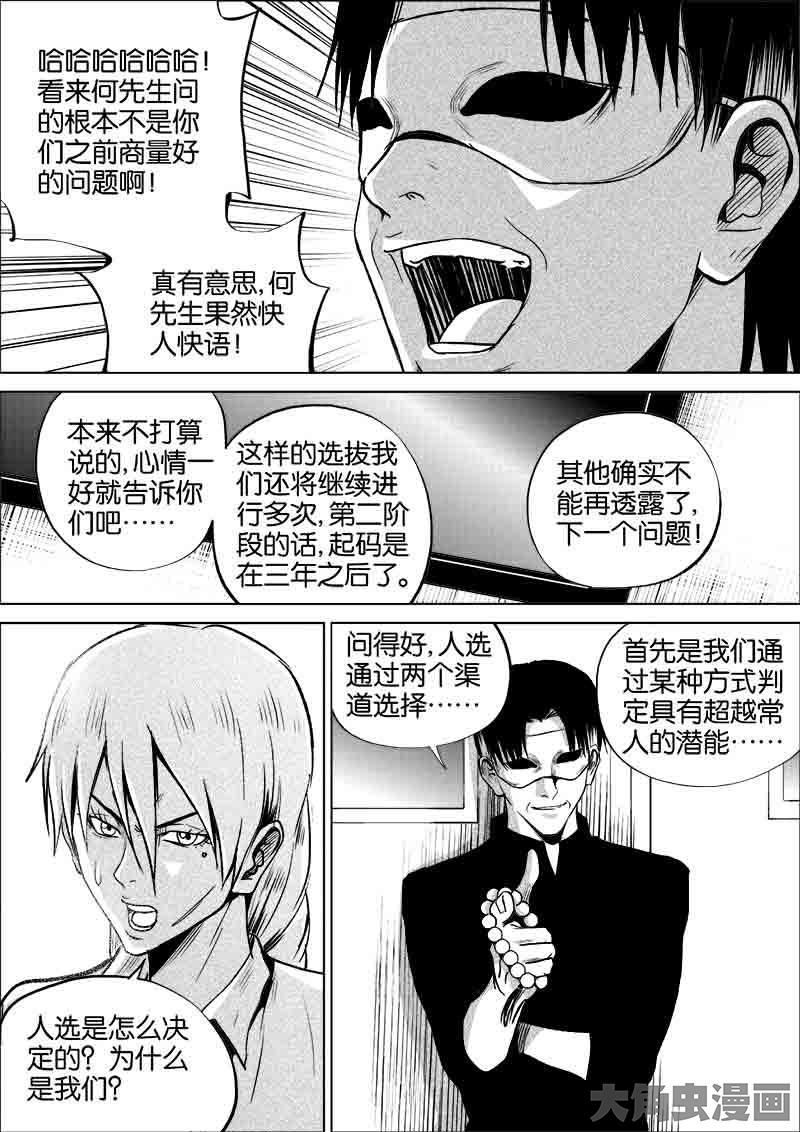 哈哈哈哈哈哈！
看来何先生问
的根本不是你
们之前商量好
的问题啊！
真有意思,何
先生果然快
人快语！
本来不打算
说的,心情一
好就告诉你
们吧……
这样的选拔我
们还将继续进
行多次,第二阶
段的话,起码是
在三年之后了。
其他确实不
能再透露了,
下一个问题！
人选是怎么决
定的？为什么
是我们？
问得好,人选
通过两个渠
道选择……
首先是我们通
过某种方式判
定具有超越常
人的潜能……
大角虫漫画